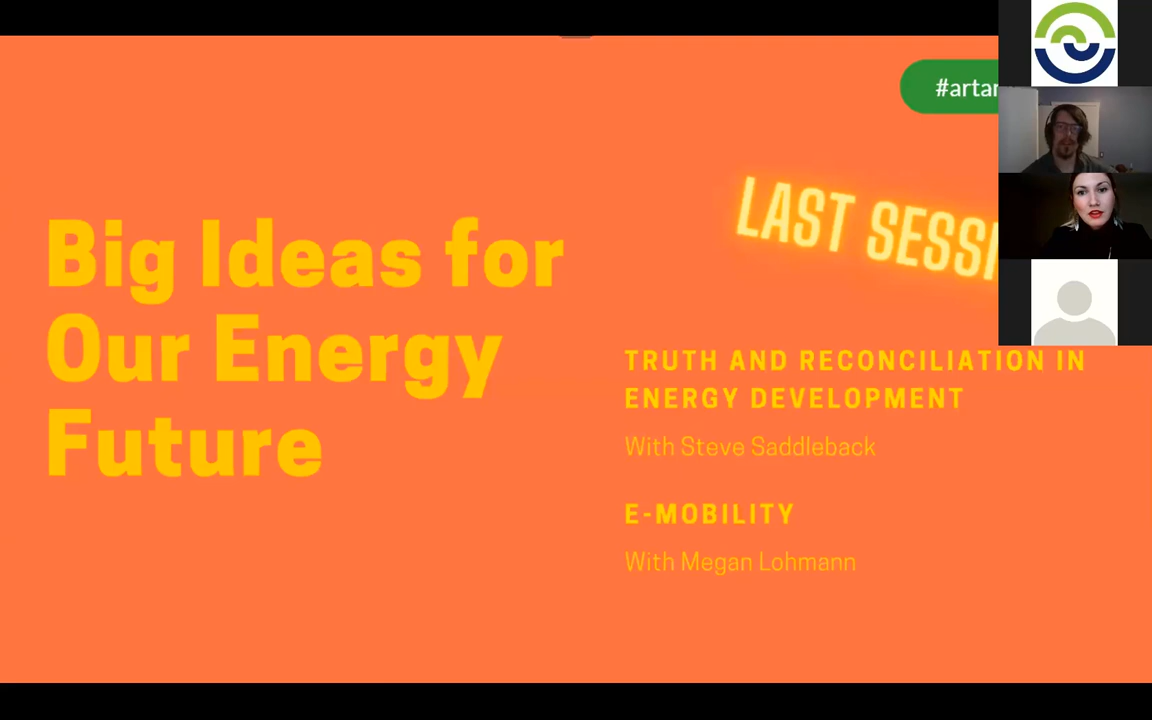 #artan
LAST SESSI
Big Ideas for
Our Energy
Future
TRUTH AND RECONCILIATION IN
ENERGY DEVELOPMENT
With Steve Saddleback
E-MOBILITY
With Megan Lohmann